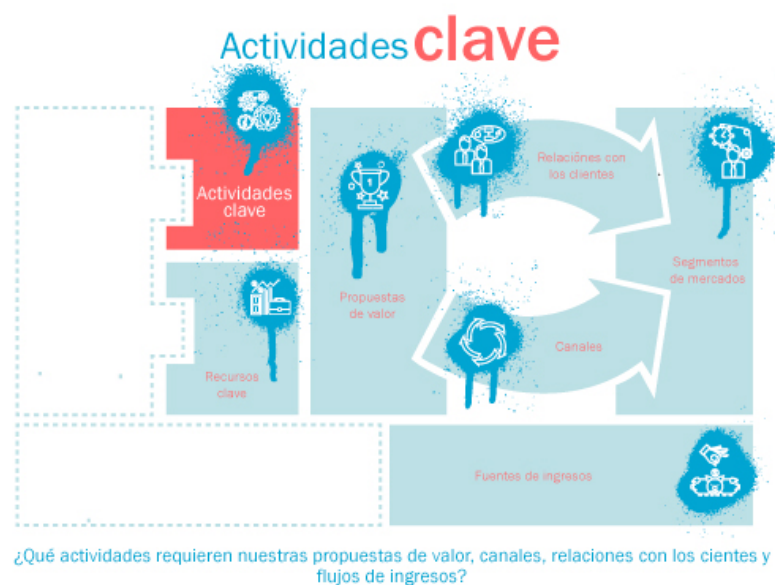 Actividades clave
Actividades
clave
Relaciónes con
los clientes
Propuestas
de valor
Segmentos
de mercados
Recursos
clave
Canales
Fuentes de ingresos
¿Qué actividades requieren nuestras propuestas de valor, canales, relaciones con los cientes y
flujos de ingresos?